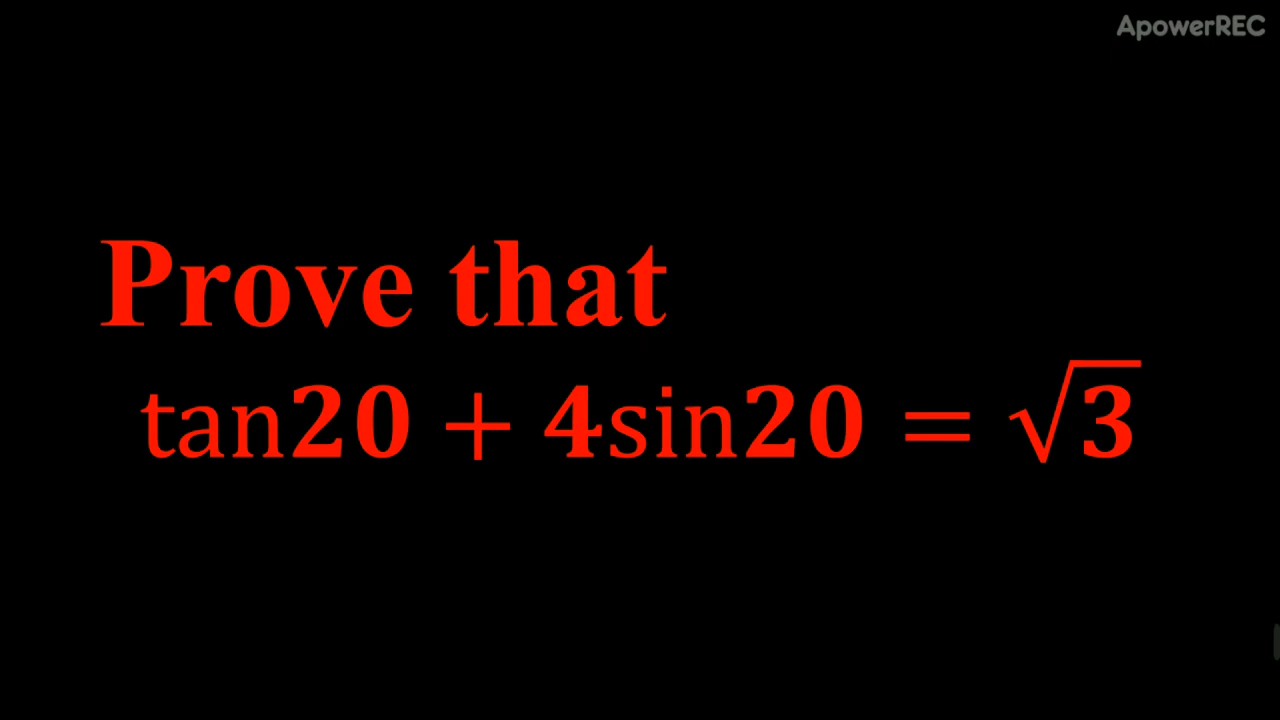 ApowerREC
Prove that
tan20 + 4sin20 = √3